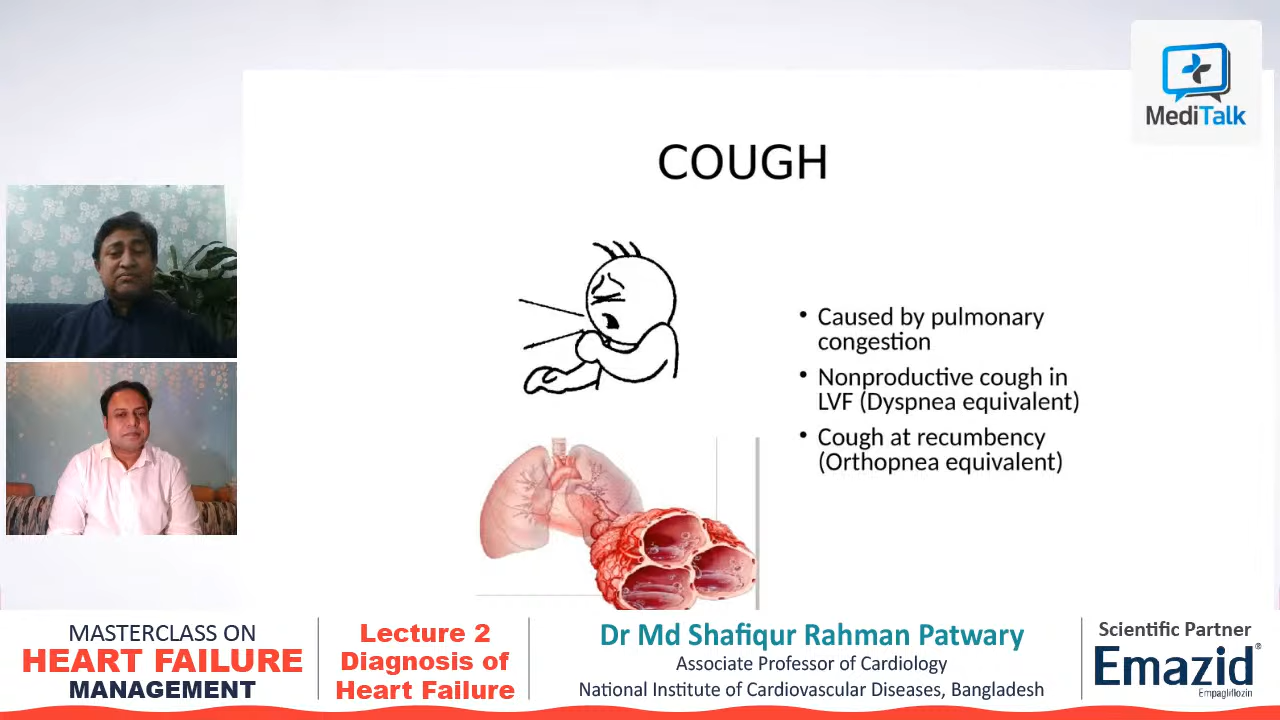 MediTalk
COUGH
• Caused by pulmonary
congestion
• Nonproductive cough in
LVF (Dyspnea equivalent)
• Cough at recumbency
(Orthopnea equivalent)
MASTERCLASS ON
HEART FAILURE
MANAGEMENT
Lecture 2
Diagnosis of
Heart Failure
Dr Md Shafiqur Rahman Patwary
Associate Professor of Cardiology
National Institute of Cardiovascular Diseases, Bangladesh
Scientific Partner
Emazid®
Empagliflozin